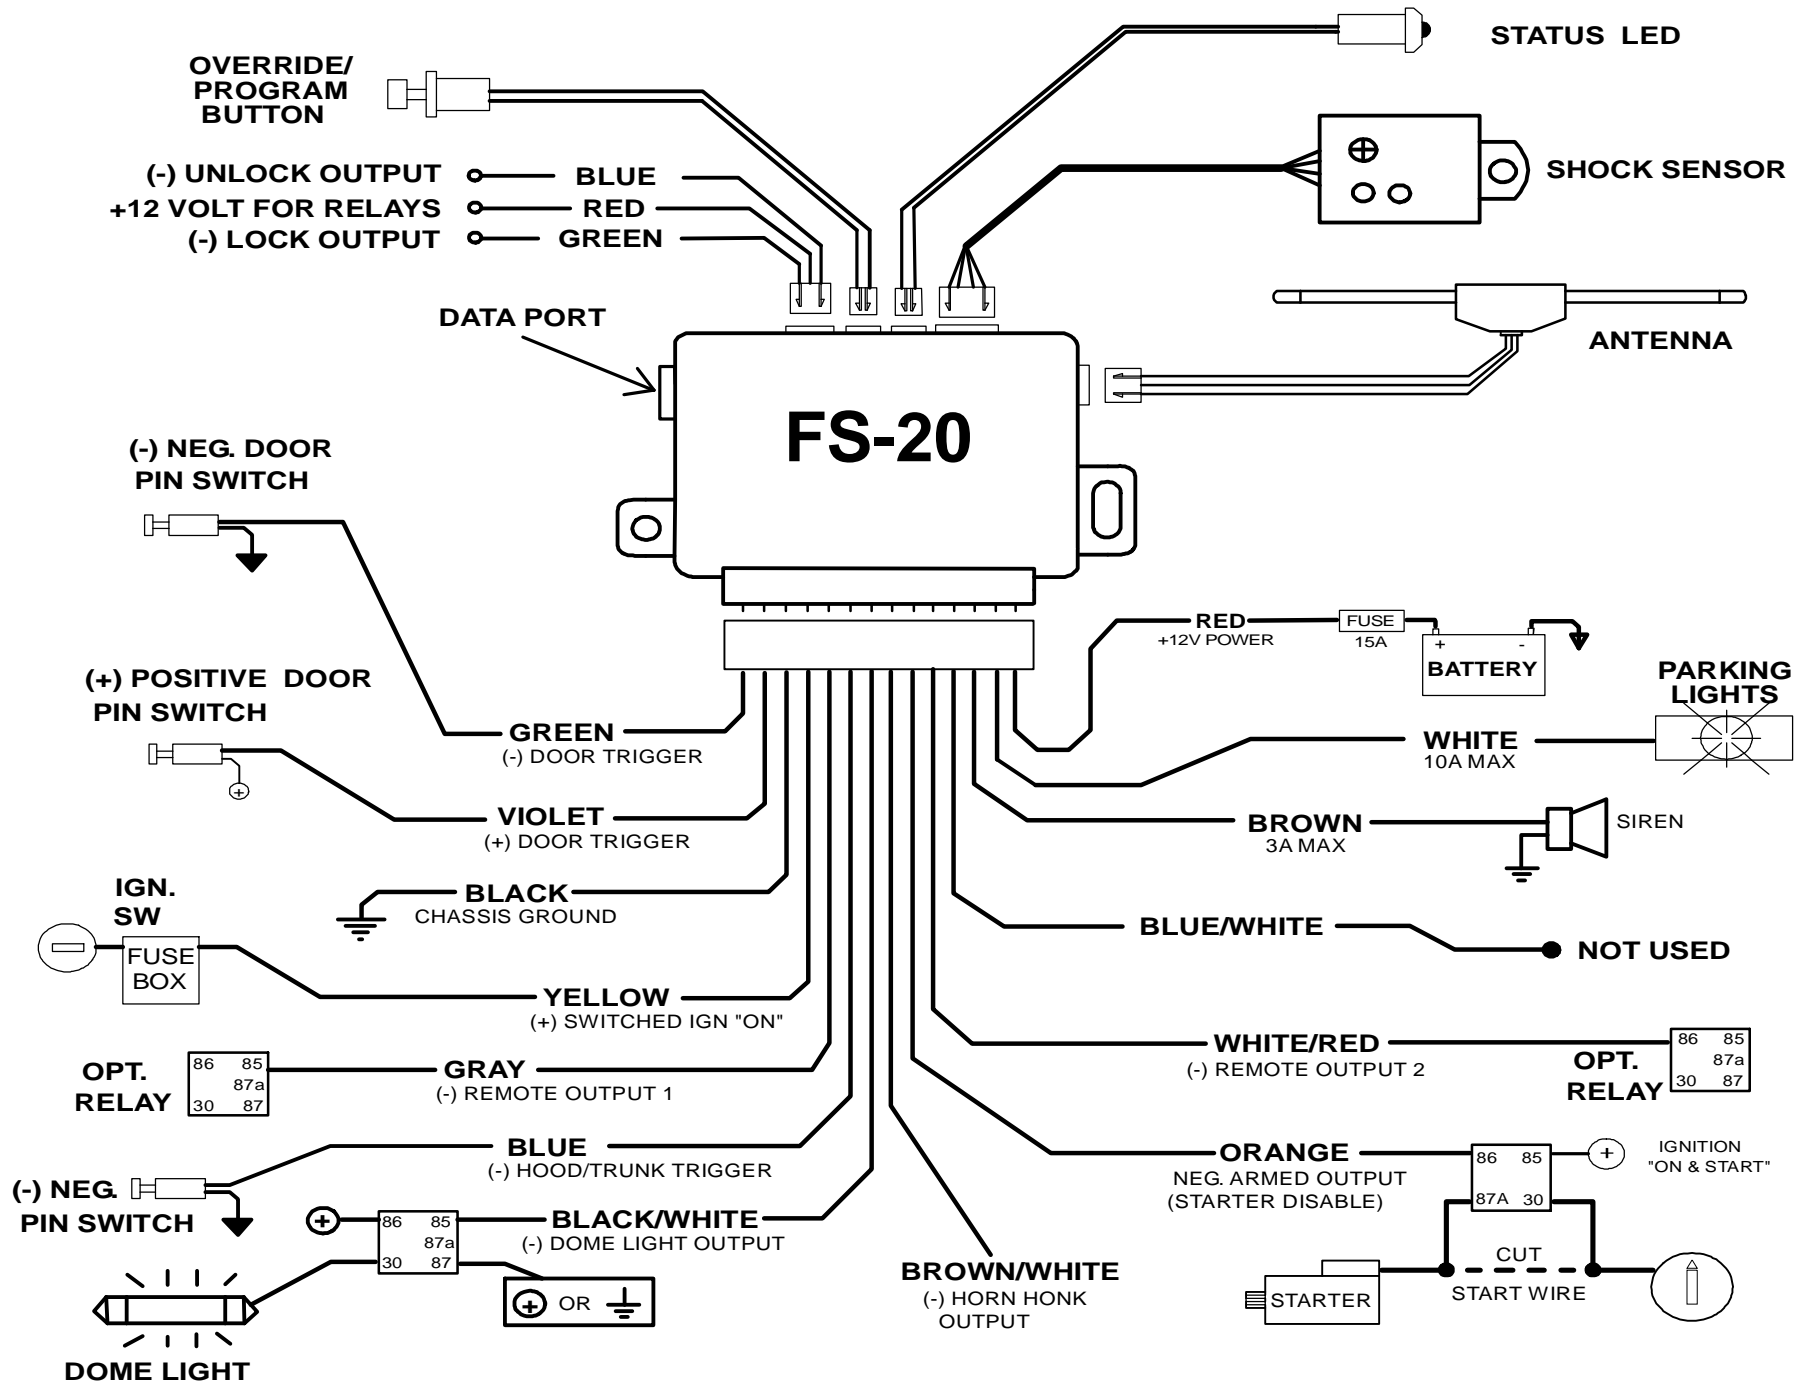 STATUS LED
OVERRIDE/
PROGRAM
BUTTON
(-) UNLOCK OUTPUT
BLUE
+12 VOLT FOR RELAYS
RED
(-) LOCK OUTPUT
GREEN
SHOCK SENSOR
DATA PORT
ANTENNA
FS-20
(-) NEG. DOOR
PIN SWITCH
(+) POSITIVE DOOR
PIN SWITCH
+
GREEN
(-) DOOR TRIGGER
VIOLET
(+) DOOR TRIGGER
BLACK
CHASSIS GROUND
IGN.
SW
FUSE
BOX
YELLOW
(+) SWITCHED IGN "ON"
OPT.
RELAY
86 85
87a
30 87
GRAY
(-) REMOTE OUTPUT 1
BLUE
(-) HOOD/TRUNK TRIGGER
(-) NEG.
PIN SWITCH
+
86 85
87a
30 87
BLACK/WHITE
(-) DOME LIGHT OUTPUT
+ OR
DOME LIGHT
BROWN/WHITE
(-) HORN HONK
OUTPUT
RED
+12V POWER
FUSE
15A
+ -
BATTERY
PARKING
LIGHTS
WHITE
10A MAX
BROWN
3A MAX
SIREN
BLUE/WHITE
NOT USED
WHITE/RED
(-) REMOTE OUTPUT 2
OPT.
RELAY
86 85
87a
30 87
ORANGE
NEG. ARMED OUTPUT
(STARTER DISABLE)
86 85
87A 30
+
IGNITION
"ON & START"
CUT
START WIRE
STARTER